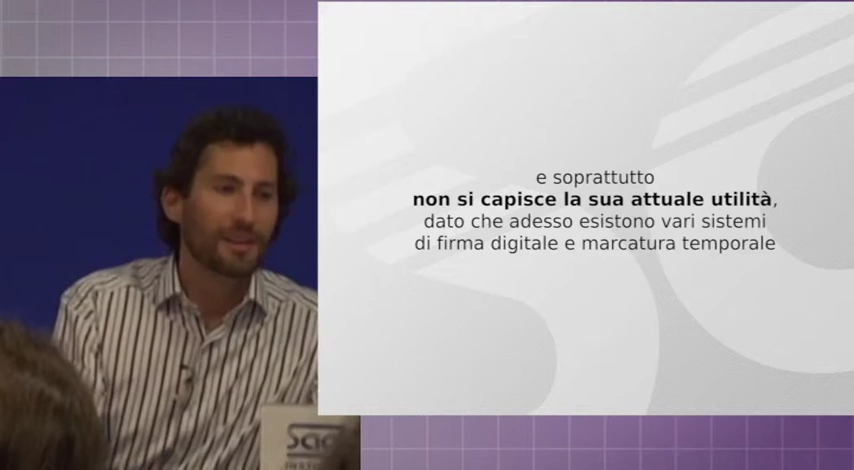 e soprattutto
non si capisce la sua attuale utilità,
dato che adesso esistono vari sistemi
di firma digitale e marcatura temporale